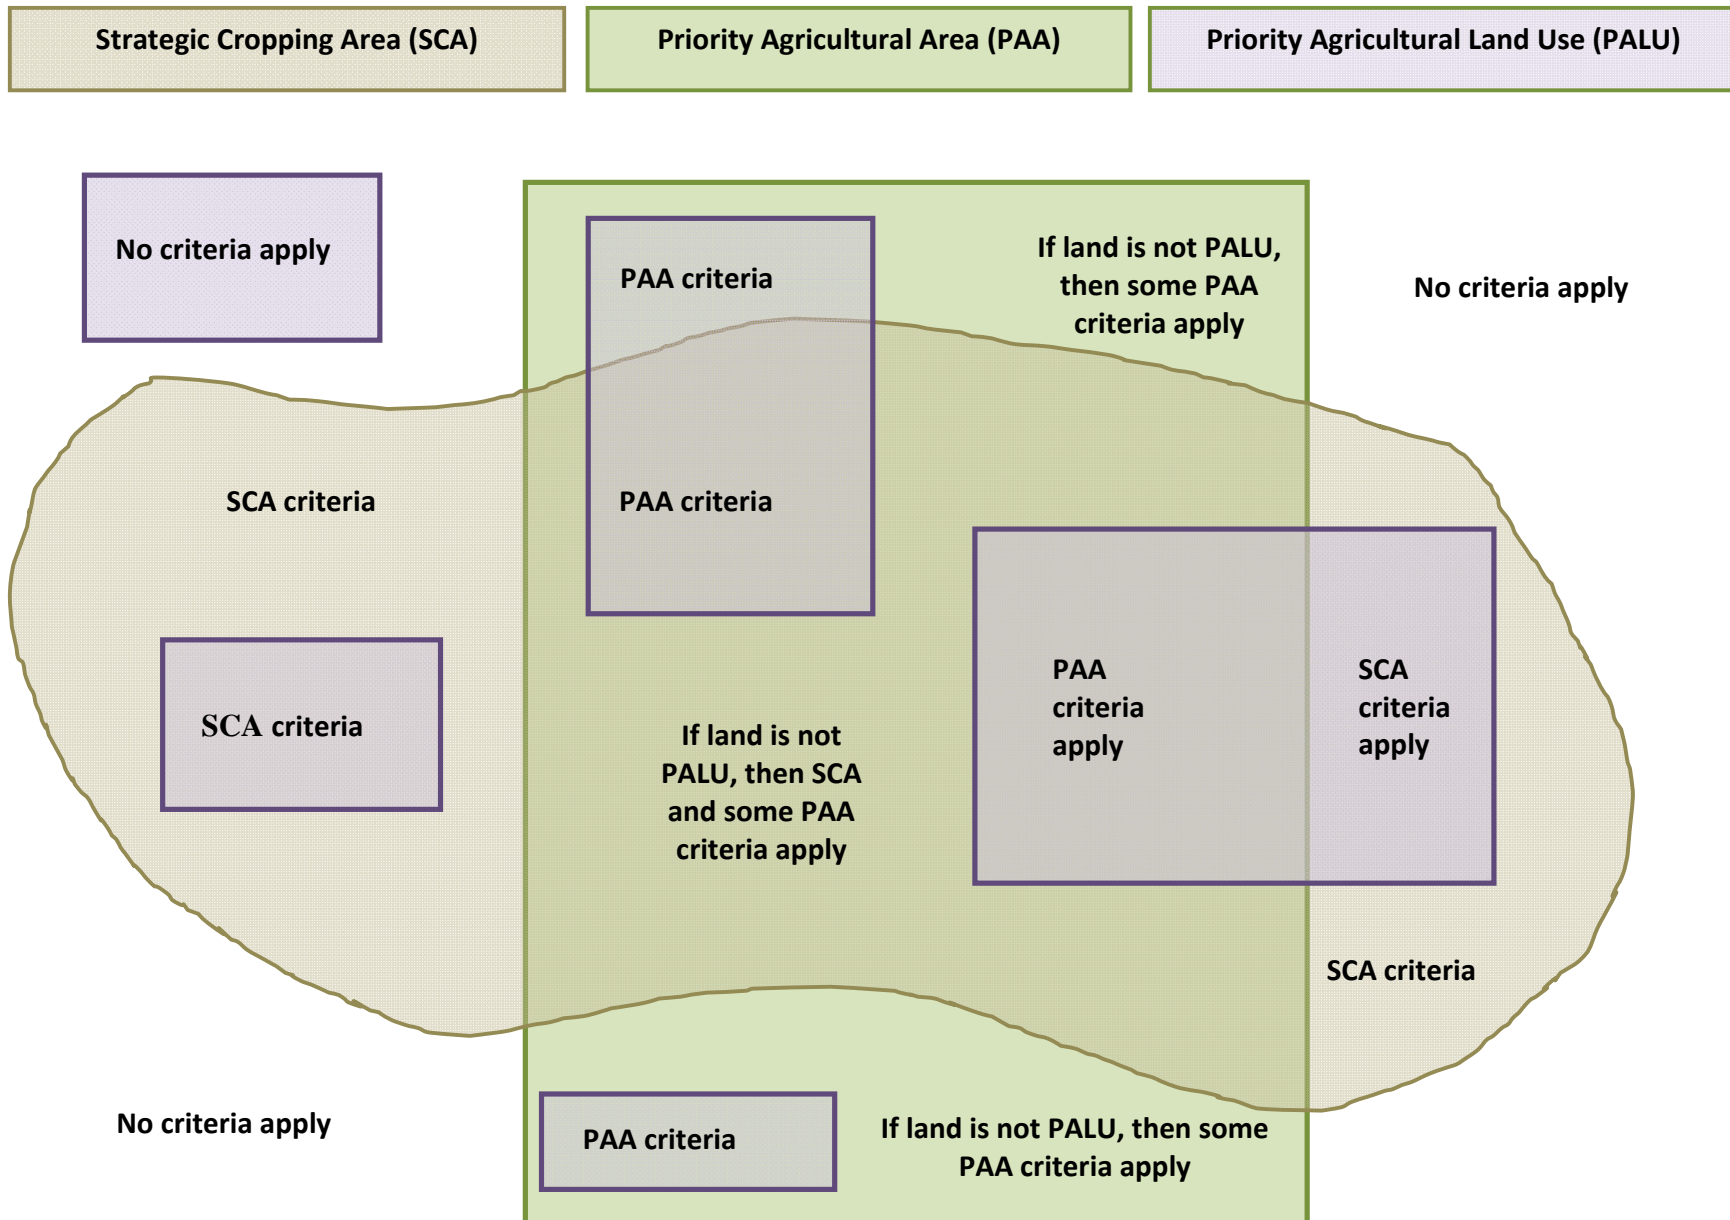 Strategic Cropping Area (SCA)
Priority Agricultural Area (PAA)
Priority Agricultural Land Use (PALU)
No criteria apply
PAA criteria
If land is not PALU,
then some PAA
criteria apply
No criteria apply
SCA criteria
PAA criteria
SCA criteria
If land is not
PALU, then SCA
and some PAA
criteria apply
PAA
criteria
apply
SCA
criteria
apply
SCA criteria
No criteria apply
PAA criteria
If land is not PALU, then some
PAA criteria apply